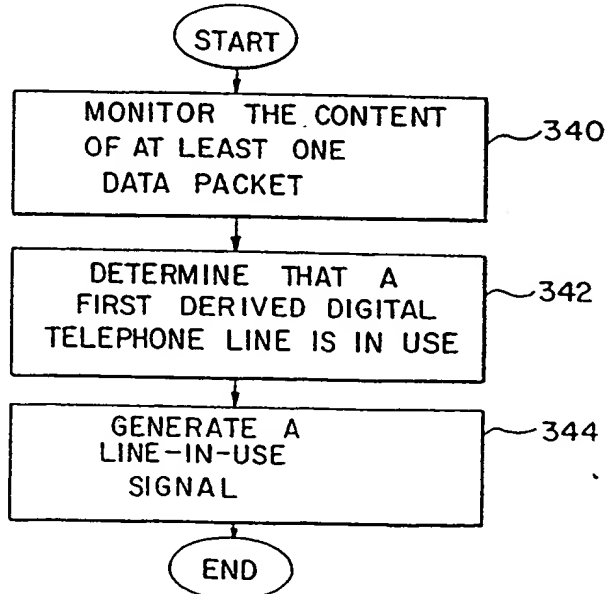 START
MONITOR THE CONTENT
OF AT LEAST ONE
DATA PACKET
340
DETERMINE THAT A
FIRST DERIVED DIGITAL
TELEPHONE LINE IS IN USE
342
GENERATE A
LINE-IN-USE
SIGNAL
344
END